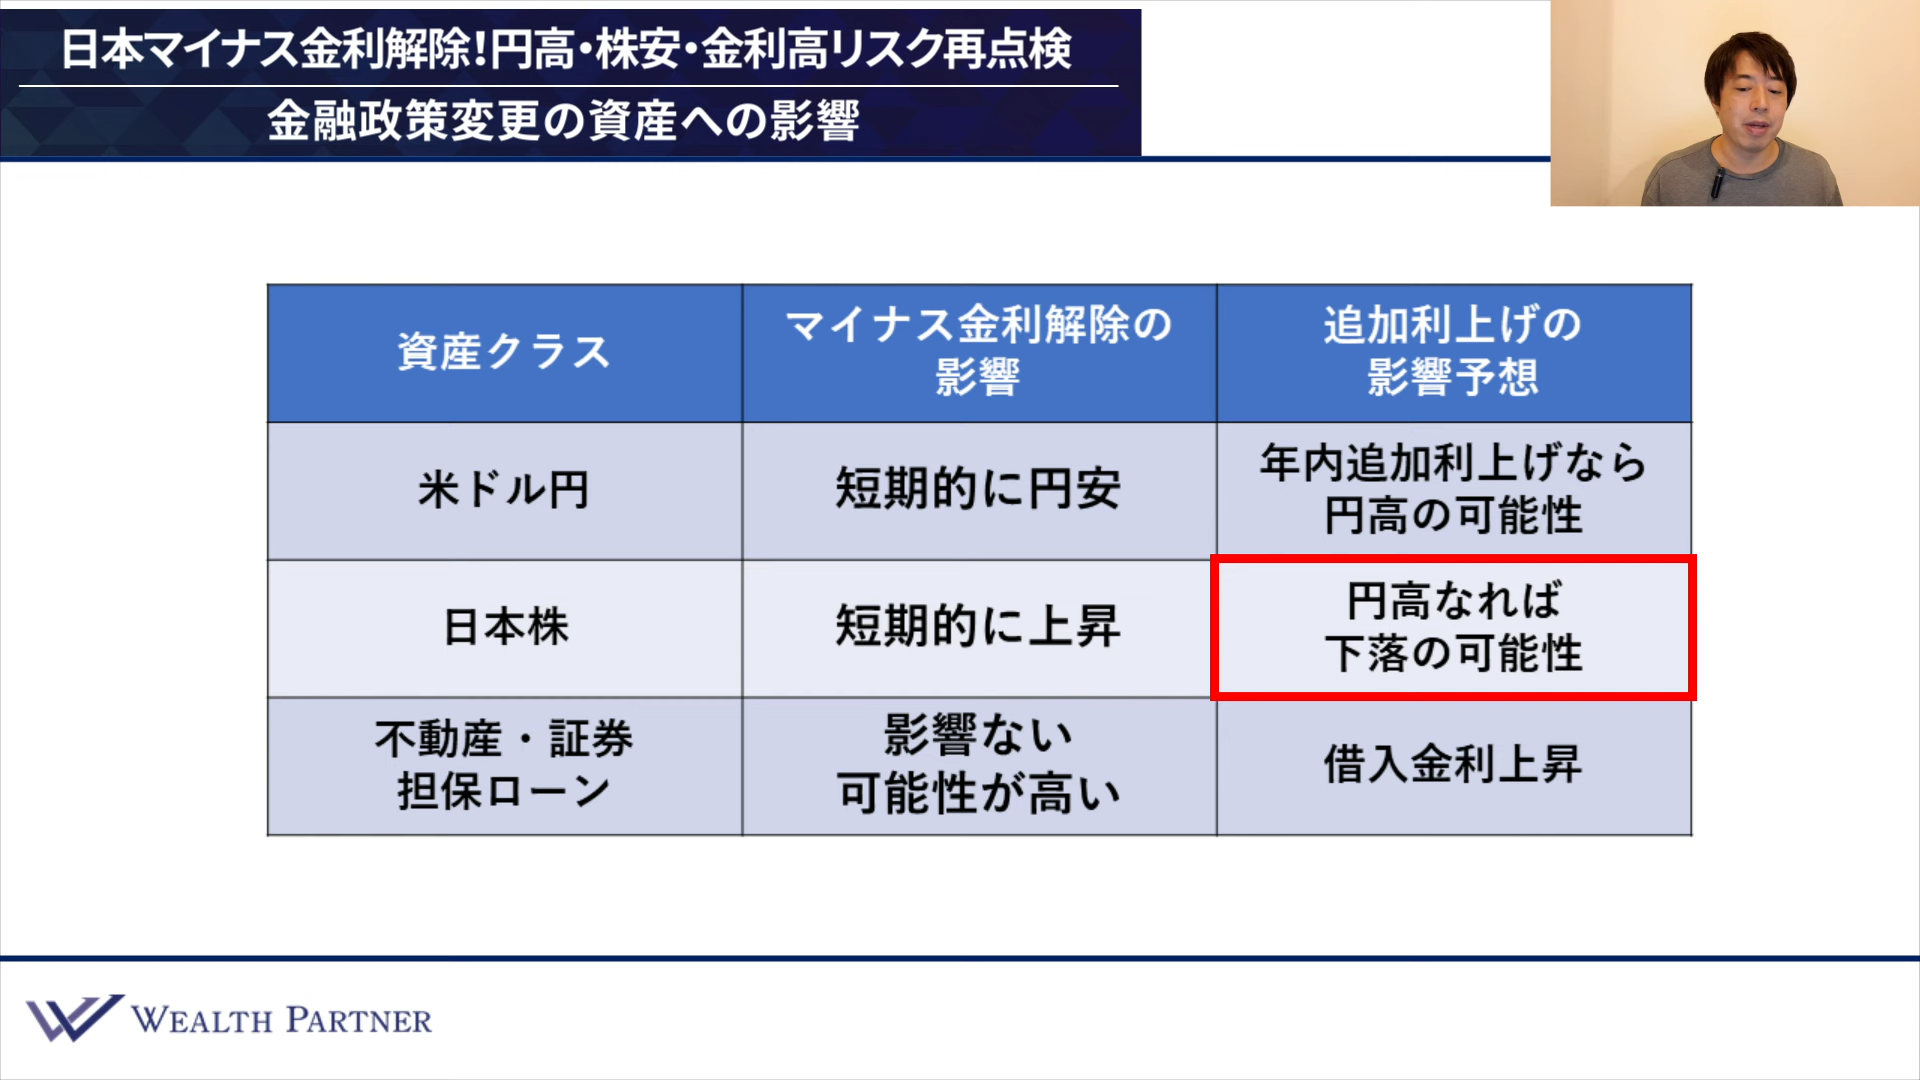 日本マイナス金利解除!円高・株安・金利高リスク再点検
金融政策変更の資産への影響
資産クラス
マイナス金利解除の
影響
追加利上げの
影響予想
米ドル円
短期的に円安
年内追加利上げなら
円高の可能性
日本株
短期的に上昇
円高なれば
下落の可能性
不動産・証券
担保ローン
影響ない
可能性が高い
借入金利上昇
WEALTH PARTNER